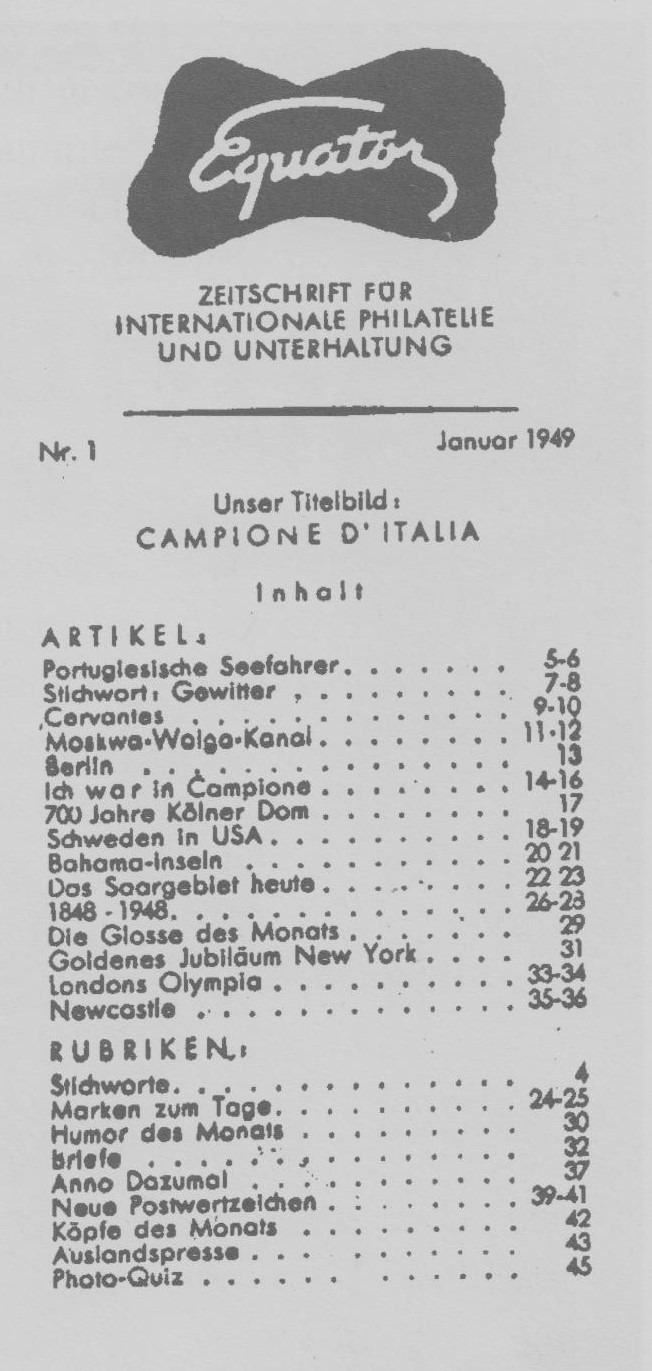 Equator
ZEITSCHRIFT FÜR
INTERNATIONALE PHILATELIE
UND UNTERHALTUNG
Nr. 1 Januar 1949
Unser Titelbild:
CAMPIONE D'ITALIA
Inhalt
ARTIKEL:
Portugiesische Seefahrer. . . . . . . . 5-6
Stichwort: Gewitter . . . . . . . . . . 7-8
Cervantes . . . . . . . . . . . . . . 9-10
Moskwa-Wolga-Kanal. . . . . . . . . 11-12
Berlin . . . . . . . . . . . . . . . . 13
Ich war in Campione . . . . . . . . . 14-16
700 Jahre Kölner Dom . . . . . . . . . 17
Schweden in USA. . . . . . . . . . . 18-19
Bahama-Inseln . . . . . . . . . . . . 20 21
Das Saargebiet heute. . . . . . . . . 22 23
1848 - 1948. . . . . . . . . . . . . . 26-28
Die Glosse des Monats . . . . . . . . 29
Goldenes Jubiläum New York . . . . 31
Londons Olympia . . . . . . . . . . . 33-34
Newcastle . . . . . . . . . . . . . . 35-36
RUBRIKEN:
Stichworte. . . . . . . . . . . . . . . 4
Marken zum Tage. . . . . . . . . . . 24-25
Humor des Monats . . . . . . . . . . 30
Briefe . . . . . . . . . . . . . . . . 32
Anno Dazumal . . . . . . . . . . . . 37
Neue Postwertzeichen . . . . . . . . 39-41
Köpfe des Monats . . . . . . . . . . 42
Auslandspresse . . . . . . . . . . . . 43
Photo-Quiz . . . . . . . . . . . . . . 45